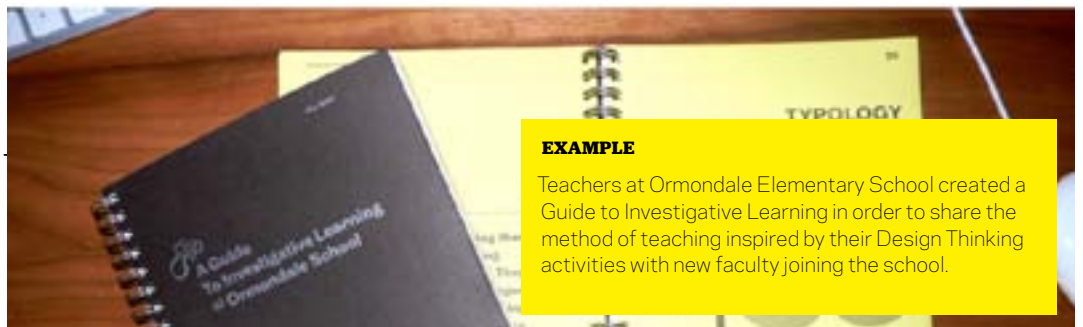 TYPOLOGY
EXAMPLE
Teachers at Ormondale Elementary School created a
Guide to Investigative Learning in order to share the
method of teaching inspired by their Design Thinking
activities with new faculty joining the school.
A Guide
To Investigative Learning
at Ormondale School